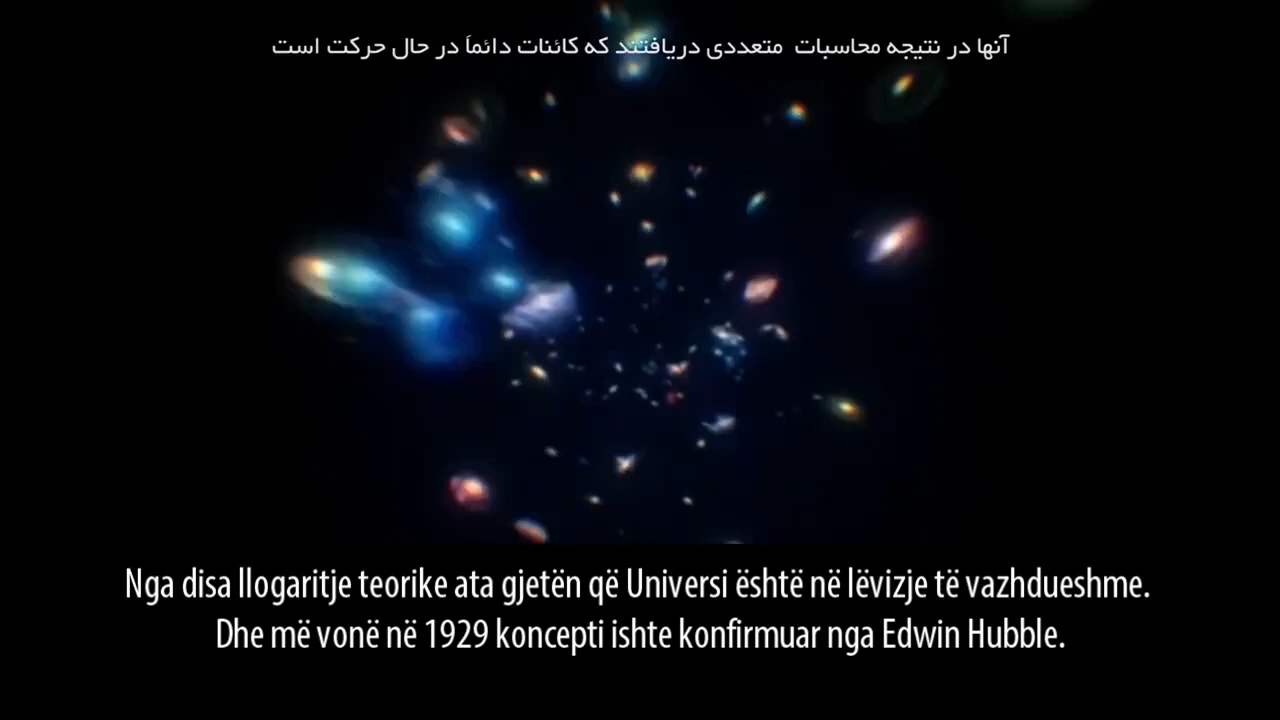 آنها در نتیجه محاسبات متعددی دریافتند که کائنات دائماَ در حال حرکت است
Nga disa llogaritje teorike ata gjetën që Universi është në lëvizje të vazhdueshme.
Dhe më vonë në 1929 koncepti ishte konfirmuar nga Edwin Hubble.